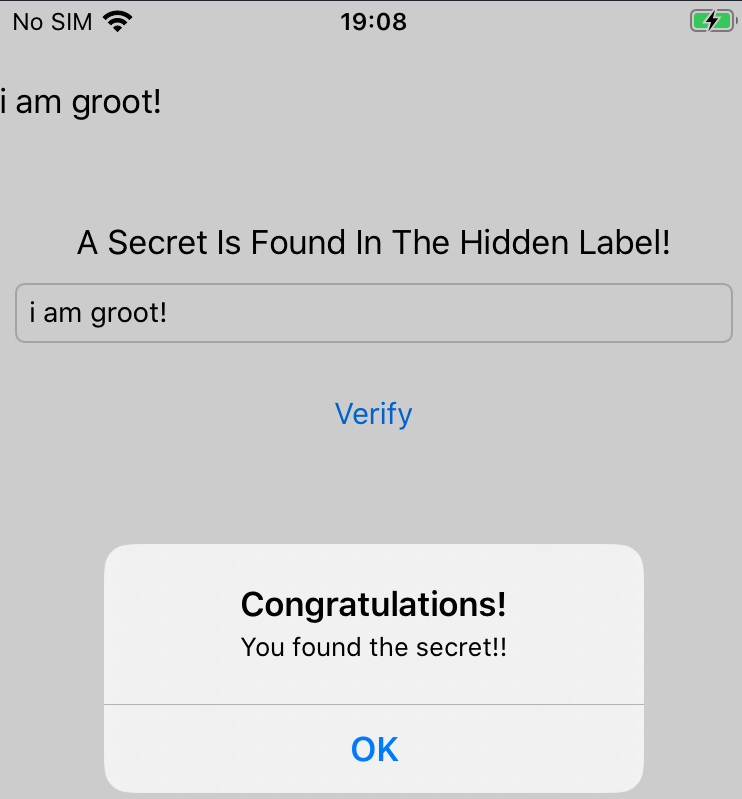 No SIM 19:08
i am groot!
A Secret Is Found In The Hidden Label!
i am groot!
Verify
Congratulations!
You found the secret!!
OK